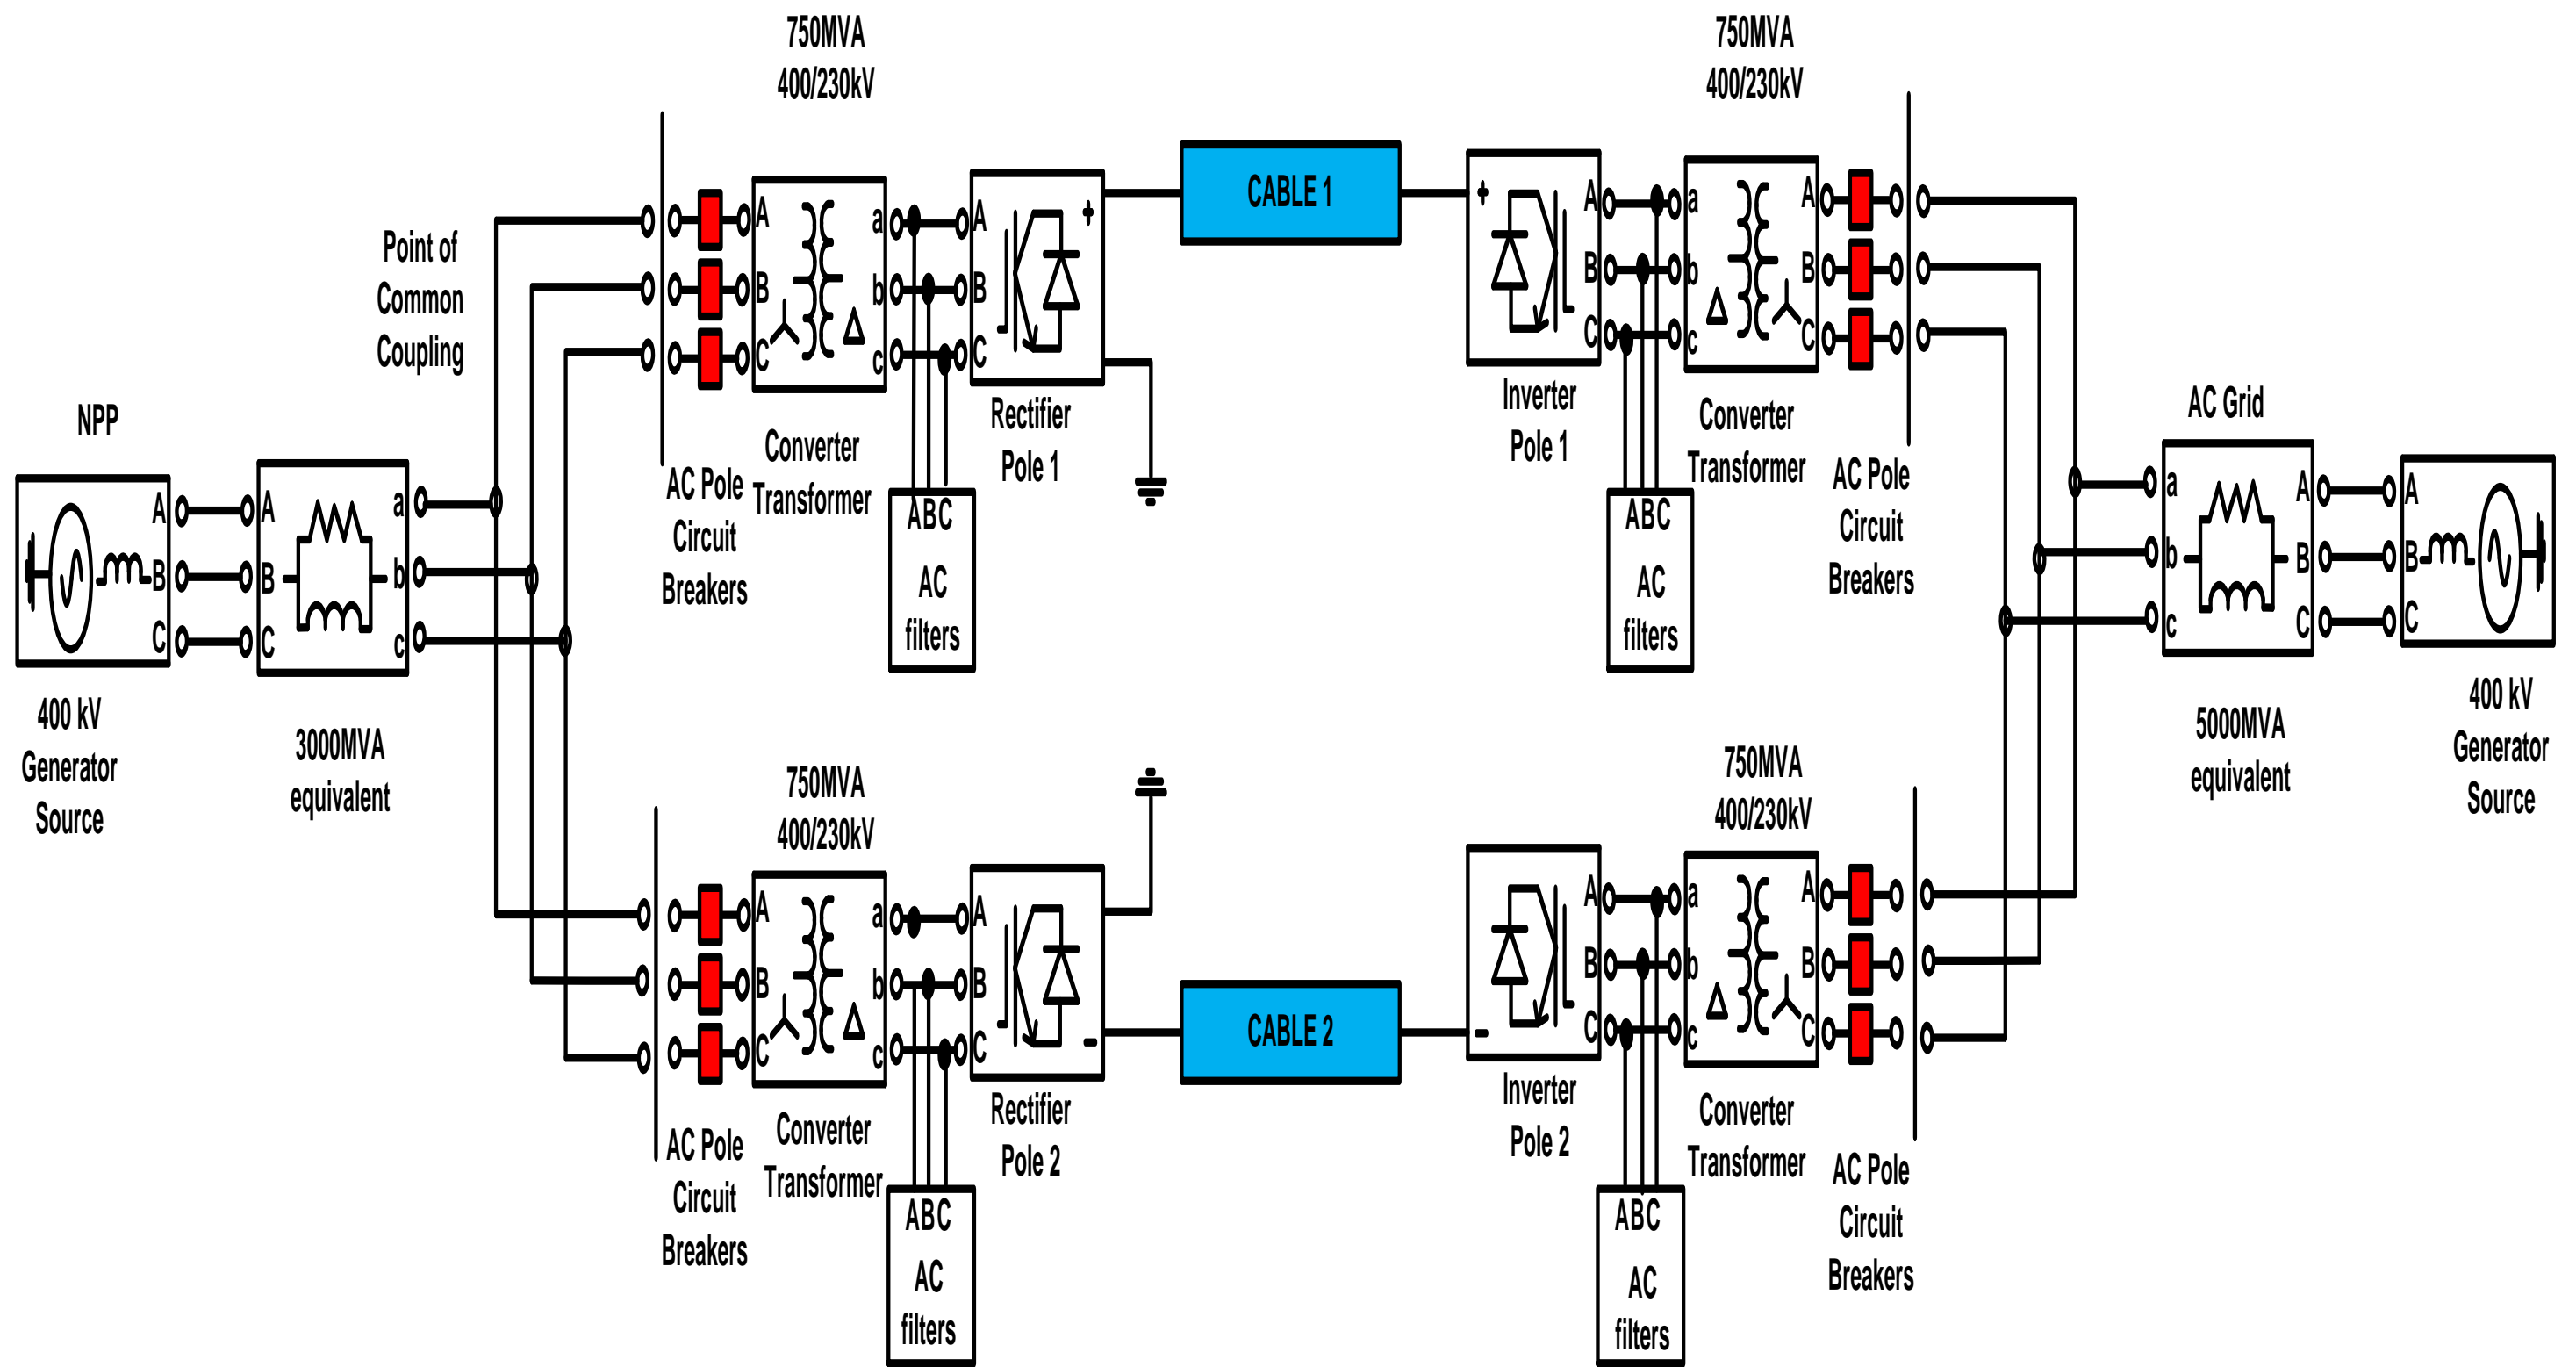 750MVA
400/230kV
750MVA
400/230kV
CABLE 1
Point of
Common
Coupling
A
B
C
a
b
c
A
B
C
+
+
A
B
C
a
b
c
A
B
C
Rectifier
Pole 1
Inverter
Pole 1
Converter
Transformer
Converter
Transformer
AC Pole
Circuit
Breakers
AC Pole
Circuit
Breakers
ABC
AC
filters
ABC
AC
filters
NPP
A
B
C
A
B
C
a
b
c
400 kV
Generator
Source
3000MVA
equivalent
AC Grid
a
b
c
A
B
C
A
B
C
5000MVA
equivalent
400 kV
Generator
Source
750MVA
400/230kV
750MVA
400/230kV
A
B
C
a
b
c
A
B
C
-
CABLE 2
-
A
B
C
a
b
c
A
B
C
Rectifier
Pole 2
Inverter
Pole 2
Converter
Transformer
Converter
Transformer
AC Pole
Circuit
Breakers
AC Pole
Circuit
Breakers
ABC
AC
filters
ABC
AC
filters